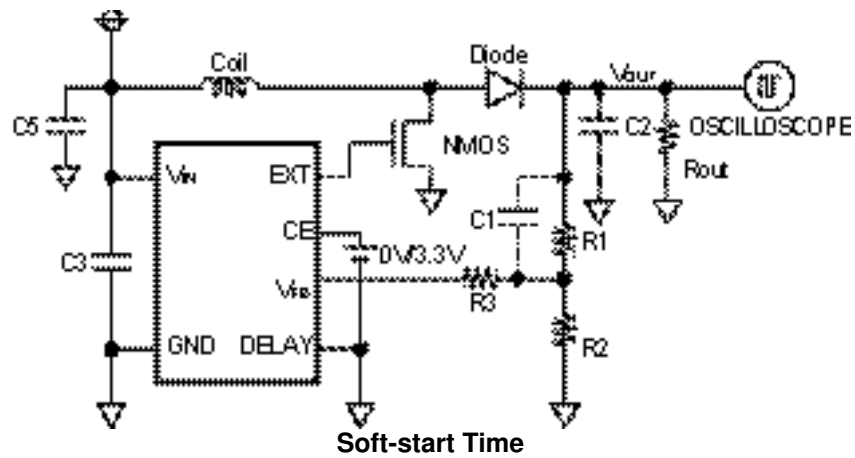 Coil
Diode
VOUT
C5
C2
OSCILLOSCOPE
NMOS
Rout
VIN
EXT
CE
C1
0V/3.3V
R1
C3
VFB
R3
GND
DELAY
R2
Soft-start Time